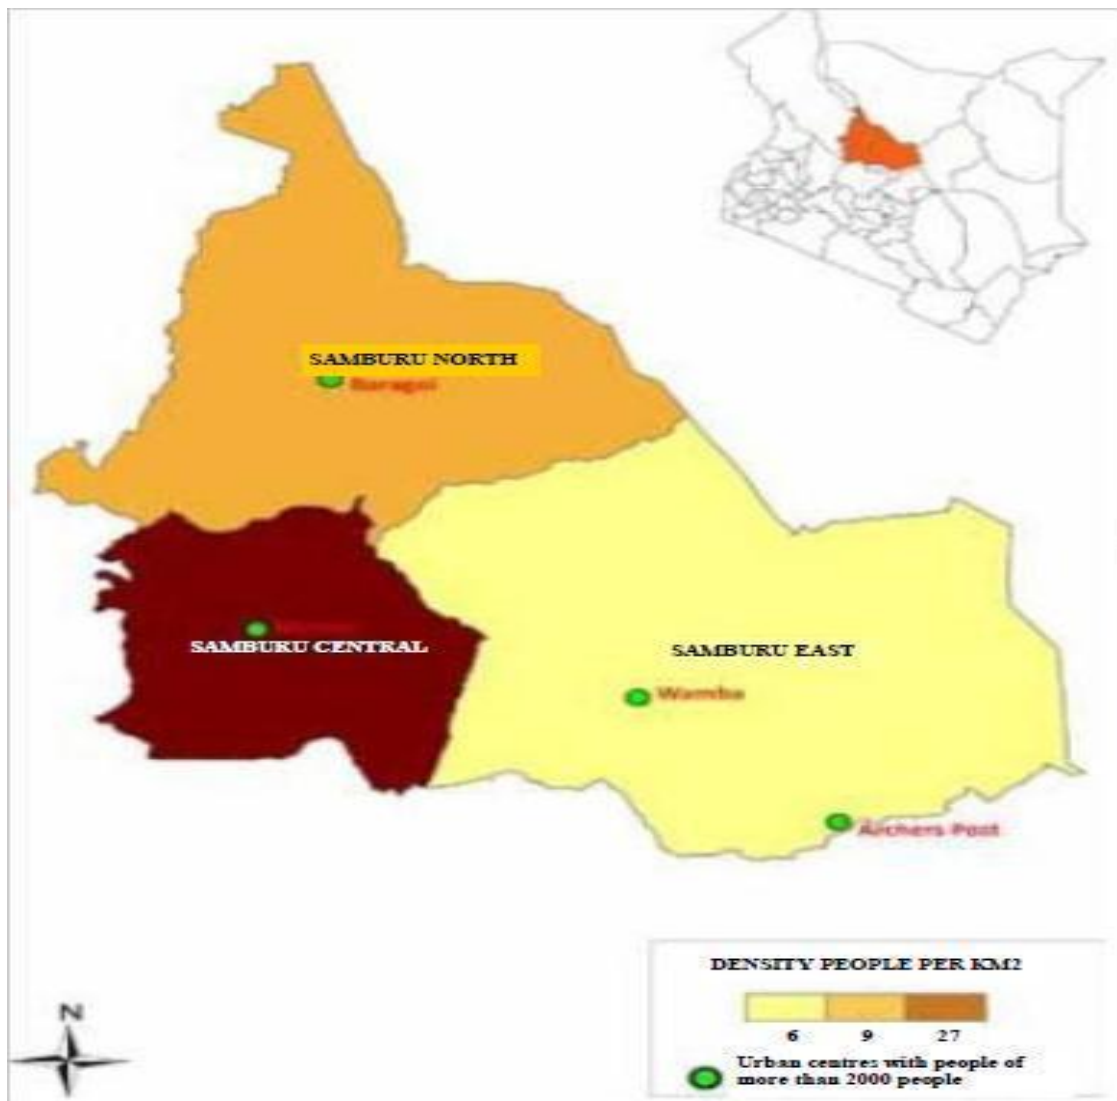 SAMBURU NORTH
Baragoi
SAMBURU CENTRAL
SAMBURU EAST
Wamba
Archers Post
DENSITY PEOPLE PER KM2
6 9 27
Urban centres with people of
more than 2000 people
N